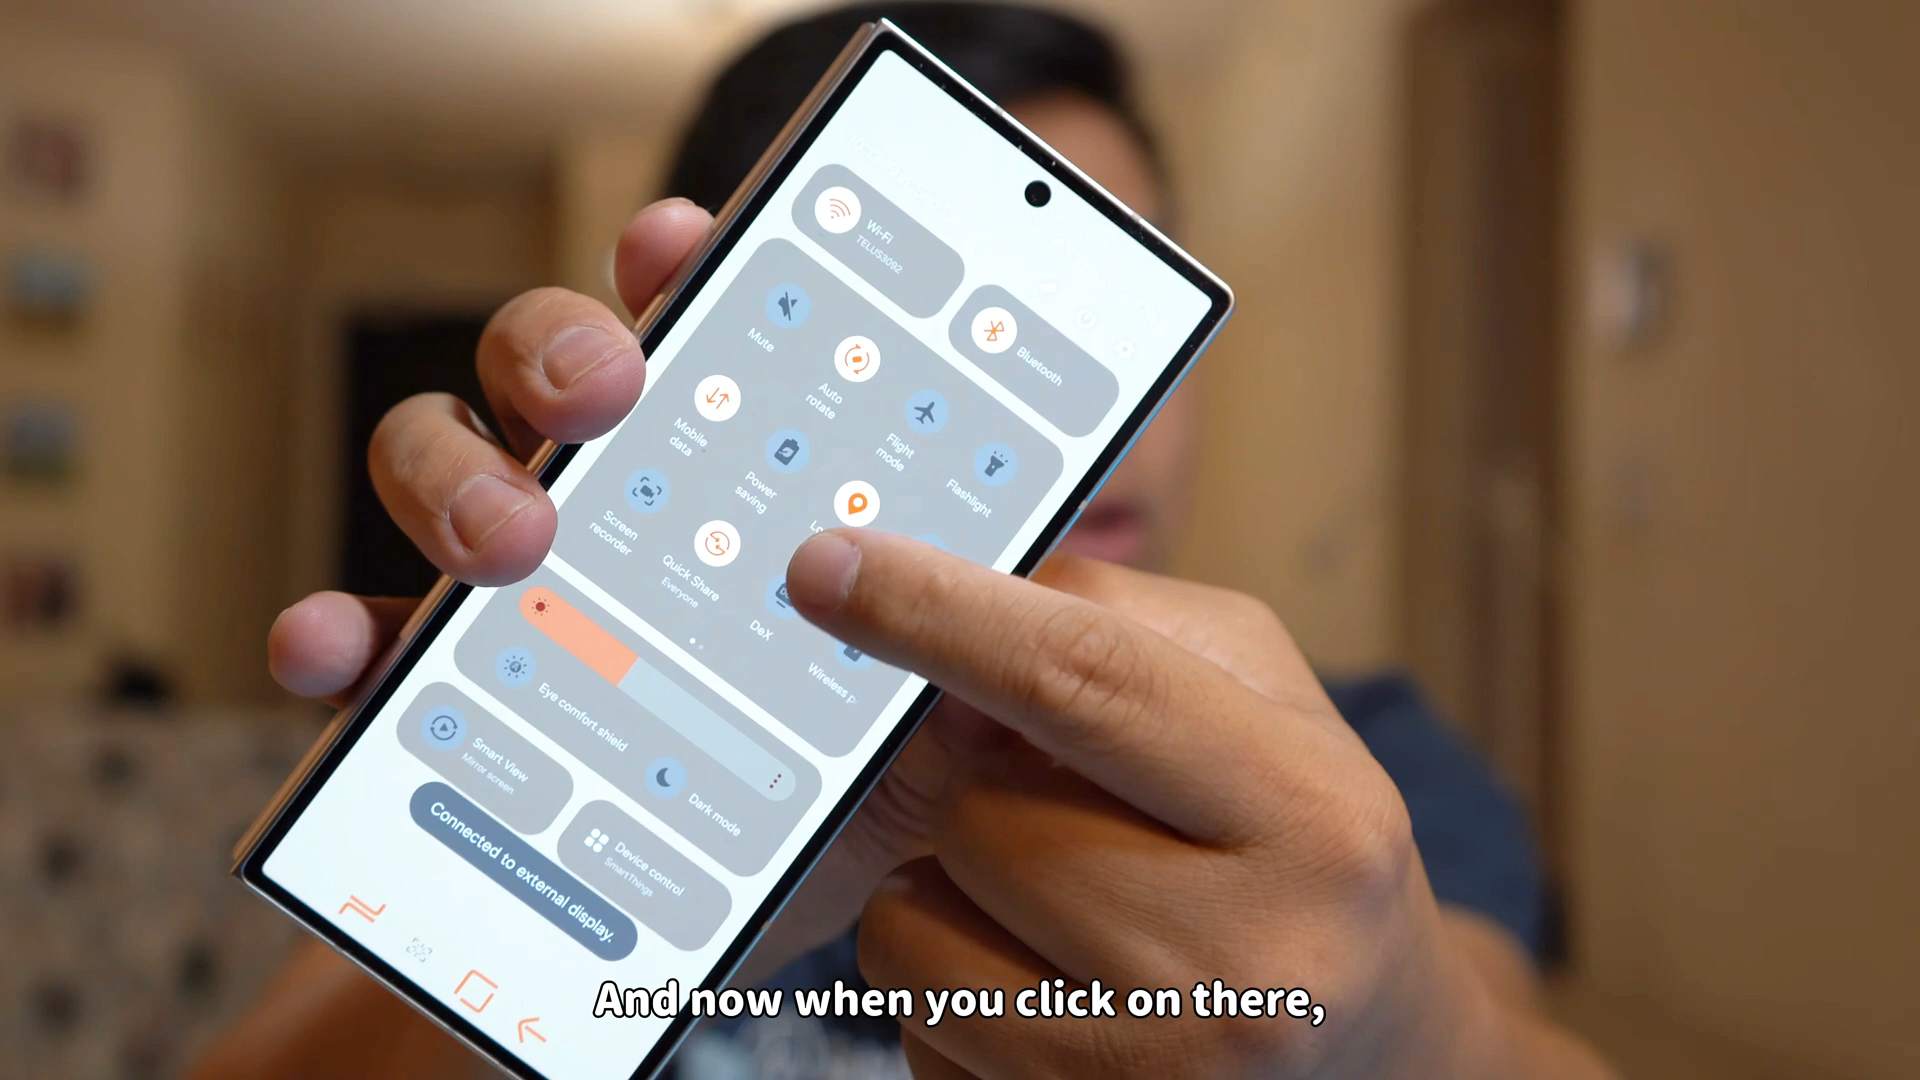 Wi-Fi
TELUS3092
Bluetooth
Mute
Auto
rotate
Flight
mode
Flashlight
Mobile
data
Power
saving
Screen
recorder
Quick Share
Everyone
DeX
Wireless
Eye comfort shield
Dark mode
Smart View
Mirror screen
Device control
SmartThings
Connected to external display.
And now when you click on there,